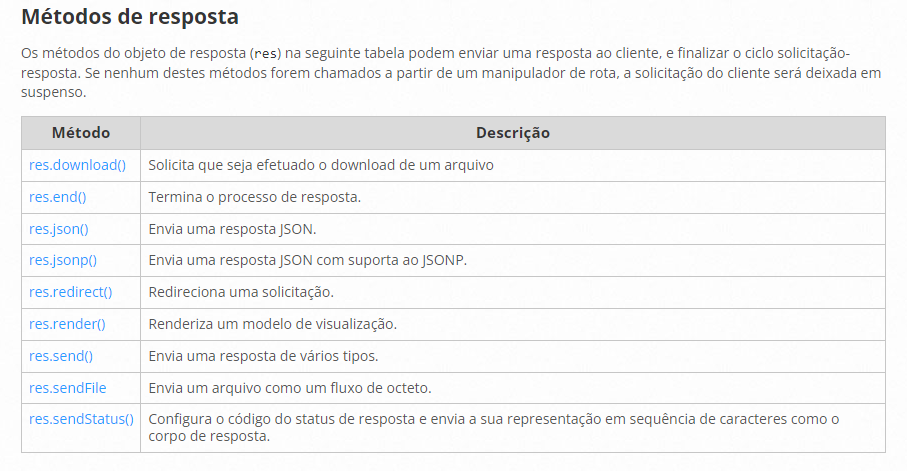 Métodos de resposta
Os métodos do objeto de resposta (res) na seguinte tabela podem enviar uma resposta ao cliente, e finalizar o ciclo solicitação-
resposta. Se nenhum destes métodos forem chamados a partir de um manipulador de rota, a solicitação do cliente será deixada em
suspenso.
Método Descrição
res.download() Solicita que seja efetuado o download de um arquivo
res.end() Termina o processo de resposta.
res.json() Envia uma resposta JSON.
res.jsonp() Envia uma resposta JSON com suporta ao JSONP.
res.redirect() Redireciona uma solicitação.
res.render() Renderiza um modelo de visualização.
res.send() Envia uma resposta de vários tipos.
res.sendFile Envia um arquivo como um fluxo de octeto.
res.sendStatus() Configura o código do status de resposta e envia a sua representação em sequência de caracteres como o
corpo de resposta.